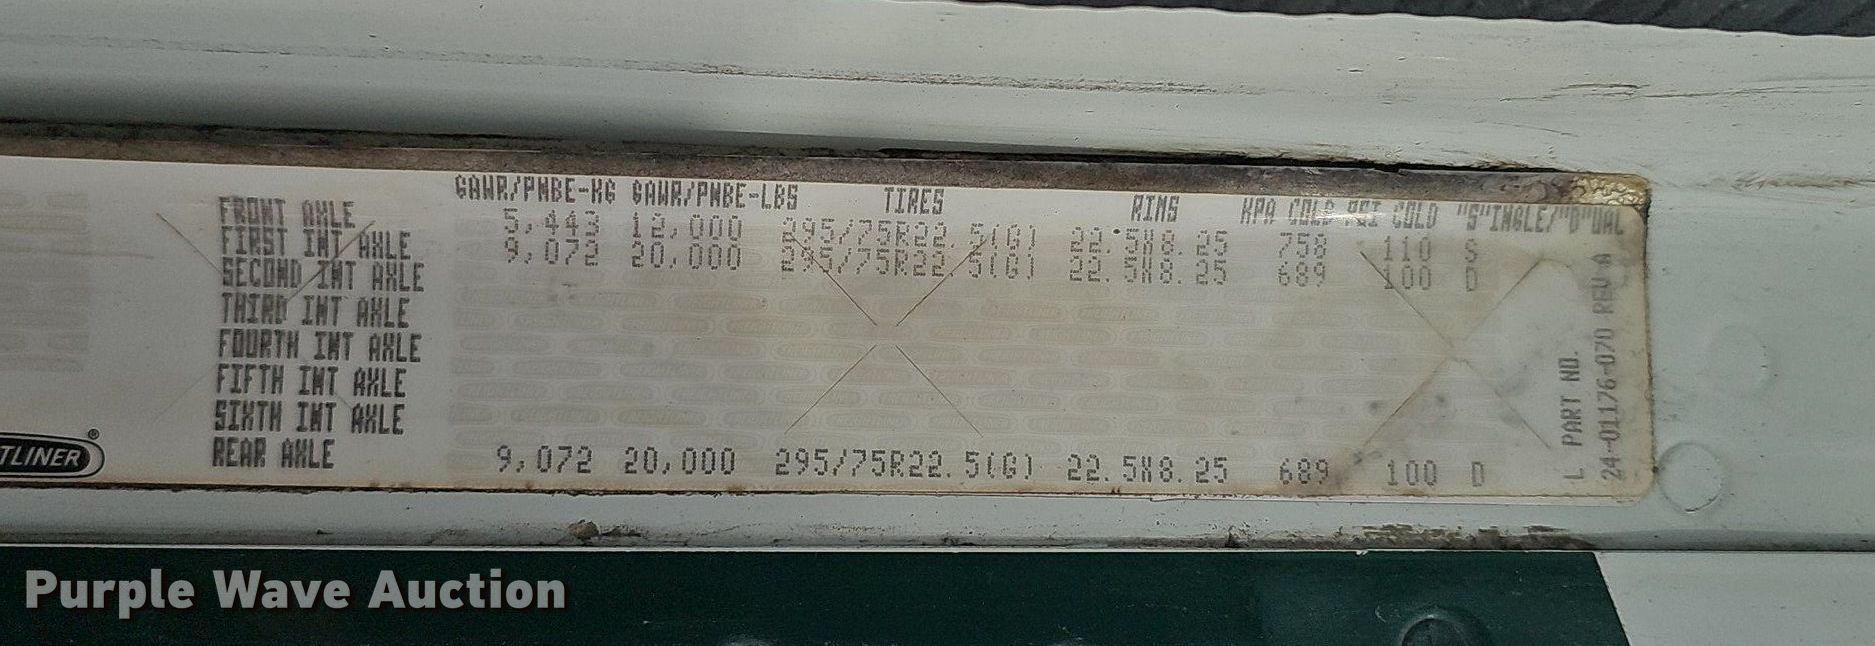 GAWR/PNBE-KG GAWR/PNBE-LBS TIRES RIMS KPA COLD PSI COLD "S"INGLE/"D"UAL
FRONT AXLE 5,443 12,000 295/75R22.5(G) 22.5X8.25 758 110 S
FIRST INT AXLE 9,072 20,000 295/75R22.5(G) 22.5X8.25 689 100 D
SECOND INT AXLE
THIRD INT AXLE
FOURTH INT AXLE
FIFTH INT AXLE
SIXTH INT AXLE
REAR AXLE 9,072 20,000 295/75R22.5(G) 22.5X8.25 689 100 D
L PART NO.
24-01176-070 REV A
TLINER®
Purple Wave Auction